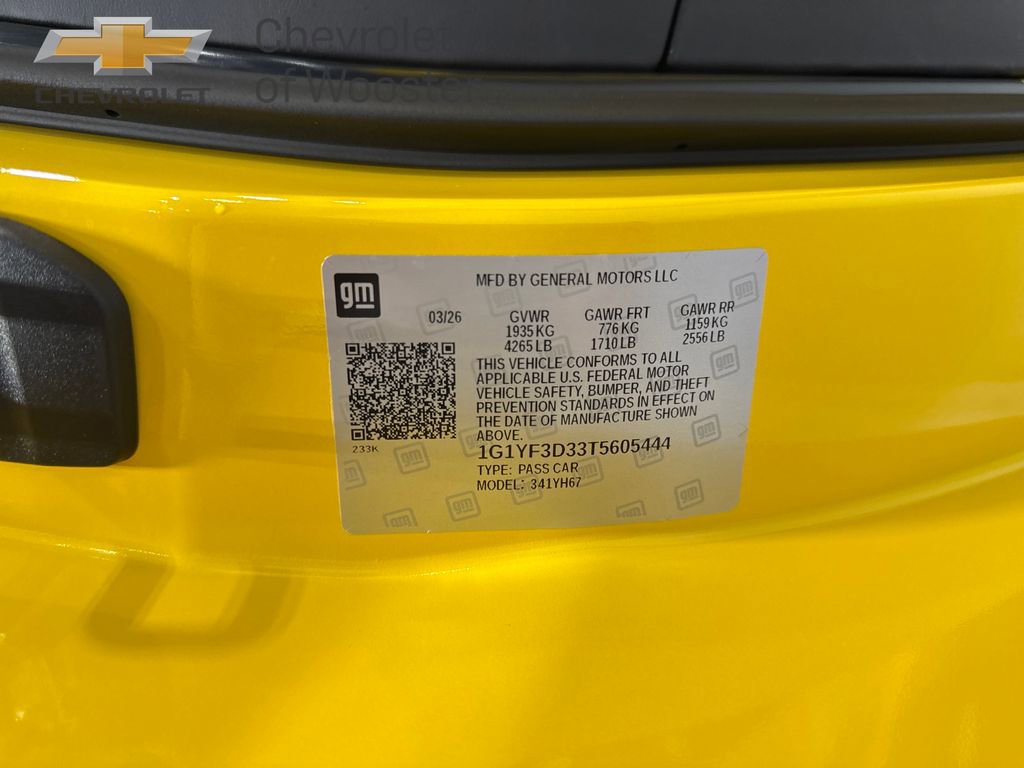 CHEVROLET
Chevrolet
of Wooster
gm
MFD BY GENERAL MOTORS LLC
03/26
GVWR GAWR FRT GAWR RR
1935 KG 776 KG 1159 KG
4265 LB 1710 LB 2556 LB
THIS VEHICLE CONFORMS TO ALL
APPLICABLE U.S. FEDERAL MOTOR
VEHICLE SAFETY, BUMPER, AND THEFT
PREVENTION STANDARDS IN EFFECT ON
THE DATE OF MANUFACTURE SHOWN
ABOVE.
233K
1G1YF3D33T5605444
TYPE: PASS CAR
MODEL: 341YH67